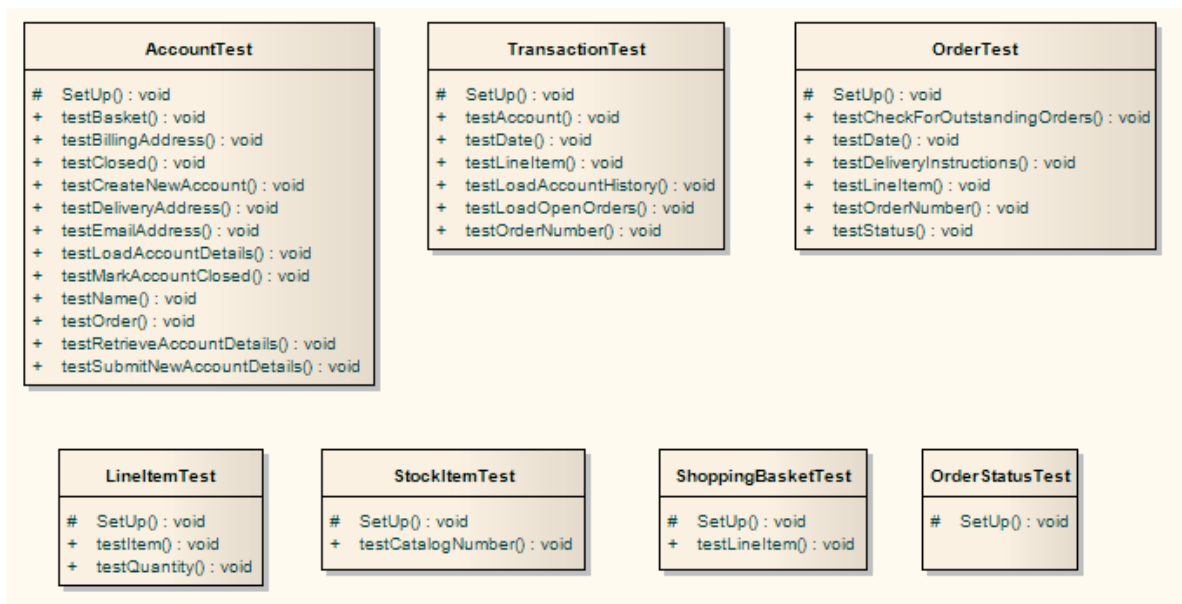 AccountTest
# SetUp() : void
+ testBasket() : void
+ testBillingAddress() : void
+ testClosed() : void
+ testCreateNewAccount() : void
+ testDeliveryAddress() : void
+ testEmailAddress() : void
+ testLoadAccountDetails() : void
+ testMarkAccountClosed() : void
+ testName() : void
+ testOrder() : void
+ testRetrieveAccountDetails() : void
+ testSubmitNewAccountDetails() : void
TransactionTest
# SetUp() : void
+ testAccount() : void
+ testDate() : void
+ testLineItem() : void
+ testLoadAccountHistory() : void
+ testLoadOpenOrders() : void
+ testOrderNumber() : void
OrderTest
# SetUp() : void
+ testCheckForOutstandingOrders() : void
+ testDate() : void
+ testDeliveryInstructions() : void
+ testLineItem() : void
+ testOrderNumber() : void
+ testStatus() : void
LineItemTest
# SetUp() : void
+ testItem() : void
+ testQuantity() : void
StockItemTest
# SetUp() : void
+ testCatalogNumber() : void
ShoppingBasketTest
# SetUp() : void
+ testLineItem() : void
OrderStatusTest
# SetUp() : void